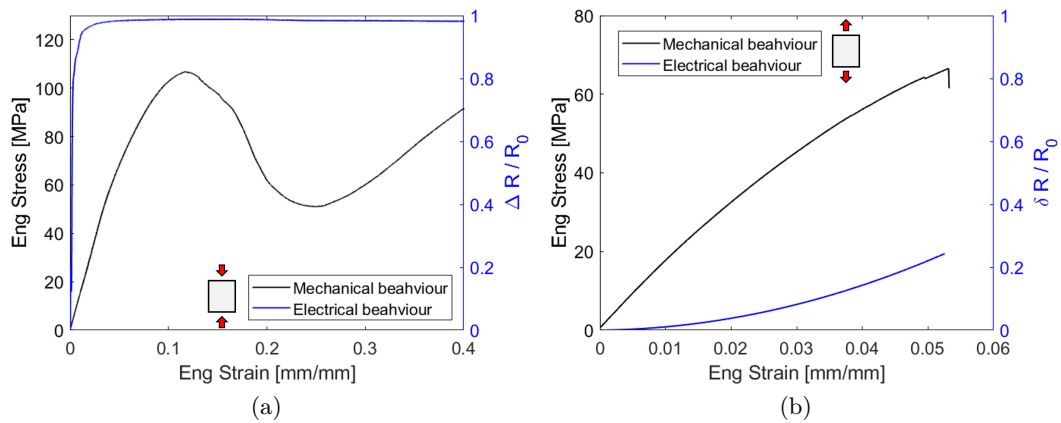 120
100
80
60
40
20
0
Eng Stress [MPa]
1
0.8
0.6
0.4
0.2
0
Δ R / R0
Mechanical beahviour
Electrical beahviour
0 0.1 0.2 0.3 0.4
Eng Strain [mm/mm]
(a)
80
60
40
20
0
Eng Stress [MPa]
Mechanical beahviour
Electrical beahviour
1
0.8
0.6
0.4
0.2
0
δ R / R0
0 0.01 0.02 0.03 0.04 0.05 0.06
Eng Strain [mm/mm]
(b)